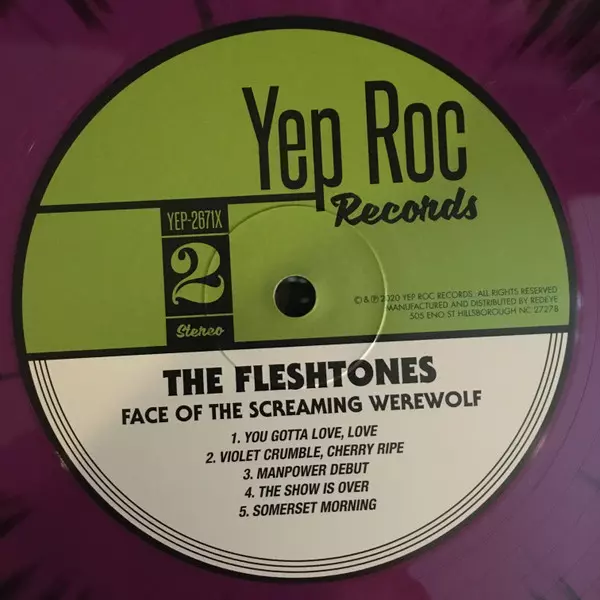 Yep Roc
Records
YEP-2671X
2
Stereo
© & ℗ 2020 YEP ROC RECORDS. ALL RIGHTS RESERVED
MANUFACTURED AND DISTRIBUTED BY REDEYE
505 ENO ST HILLSBOROUGH NC 27278
THE FLESHTONES
FACE OF THE SCREAMING WEREWOLF
1. YOU GOTTA LOVE, LOVE
2. VIOLET CRUMBLE, CHERRY RIPE
3. MANPOWER DEBUT
4. THE SHOW IS OVER
5. SOMERSET MORNING